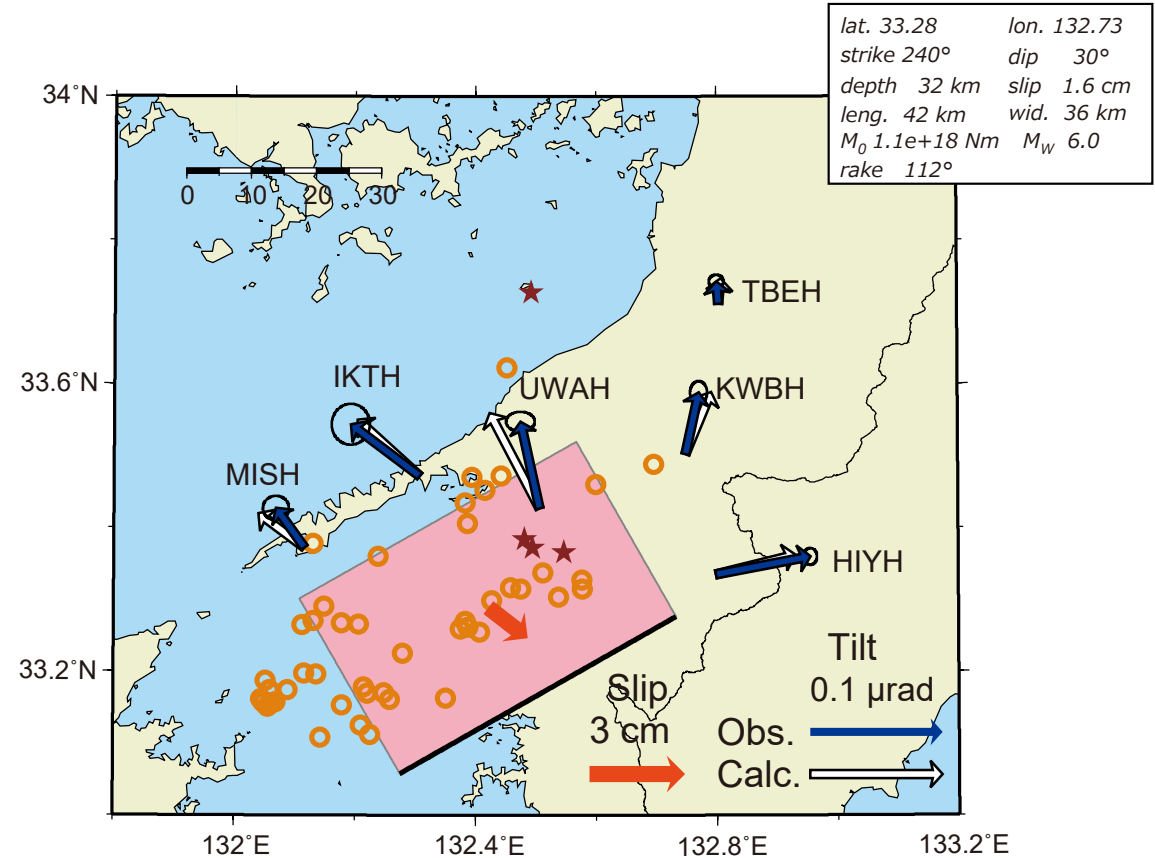 lat. 33.28 lon. 132.73
strike 240° dip 30°
depth 32 km slip 1.6 cm
leng. 42 km wid. 36 km
M0 1.1e+18 Nm MW 6.0
rake 112°
34˚N
0 10 20 30
TBEH
33.6˚N
IKTH
UWAH
KWBH
MISH
HIYH
33.2˚N
Tilt
0.1 μrad
Slip
3 cm
Obs.
Calc.
132˚E 132.4˚E 132.8˚E 133.2˚E